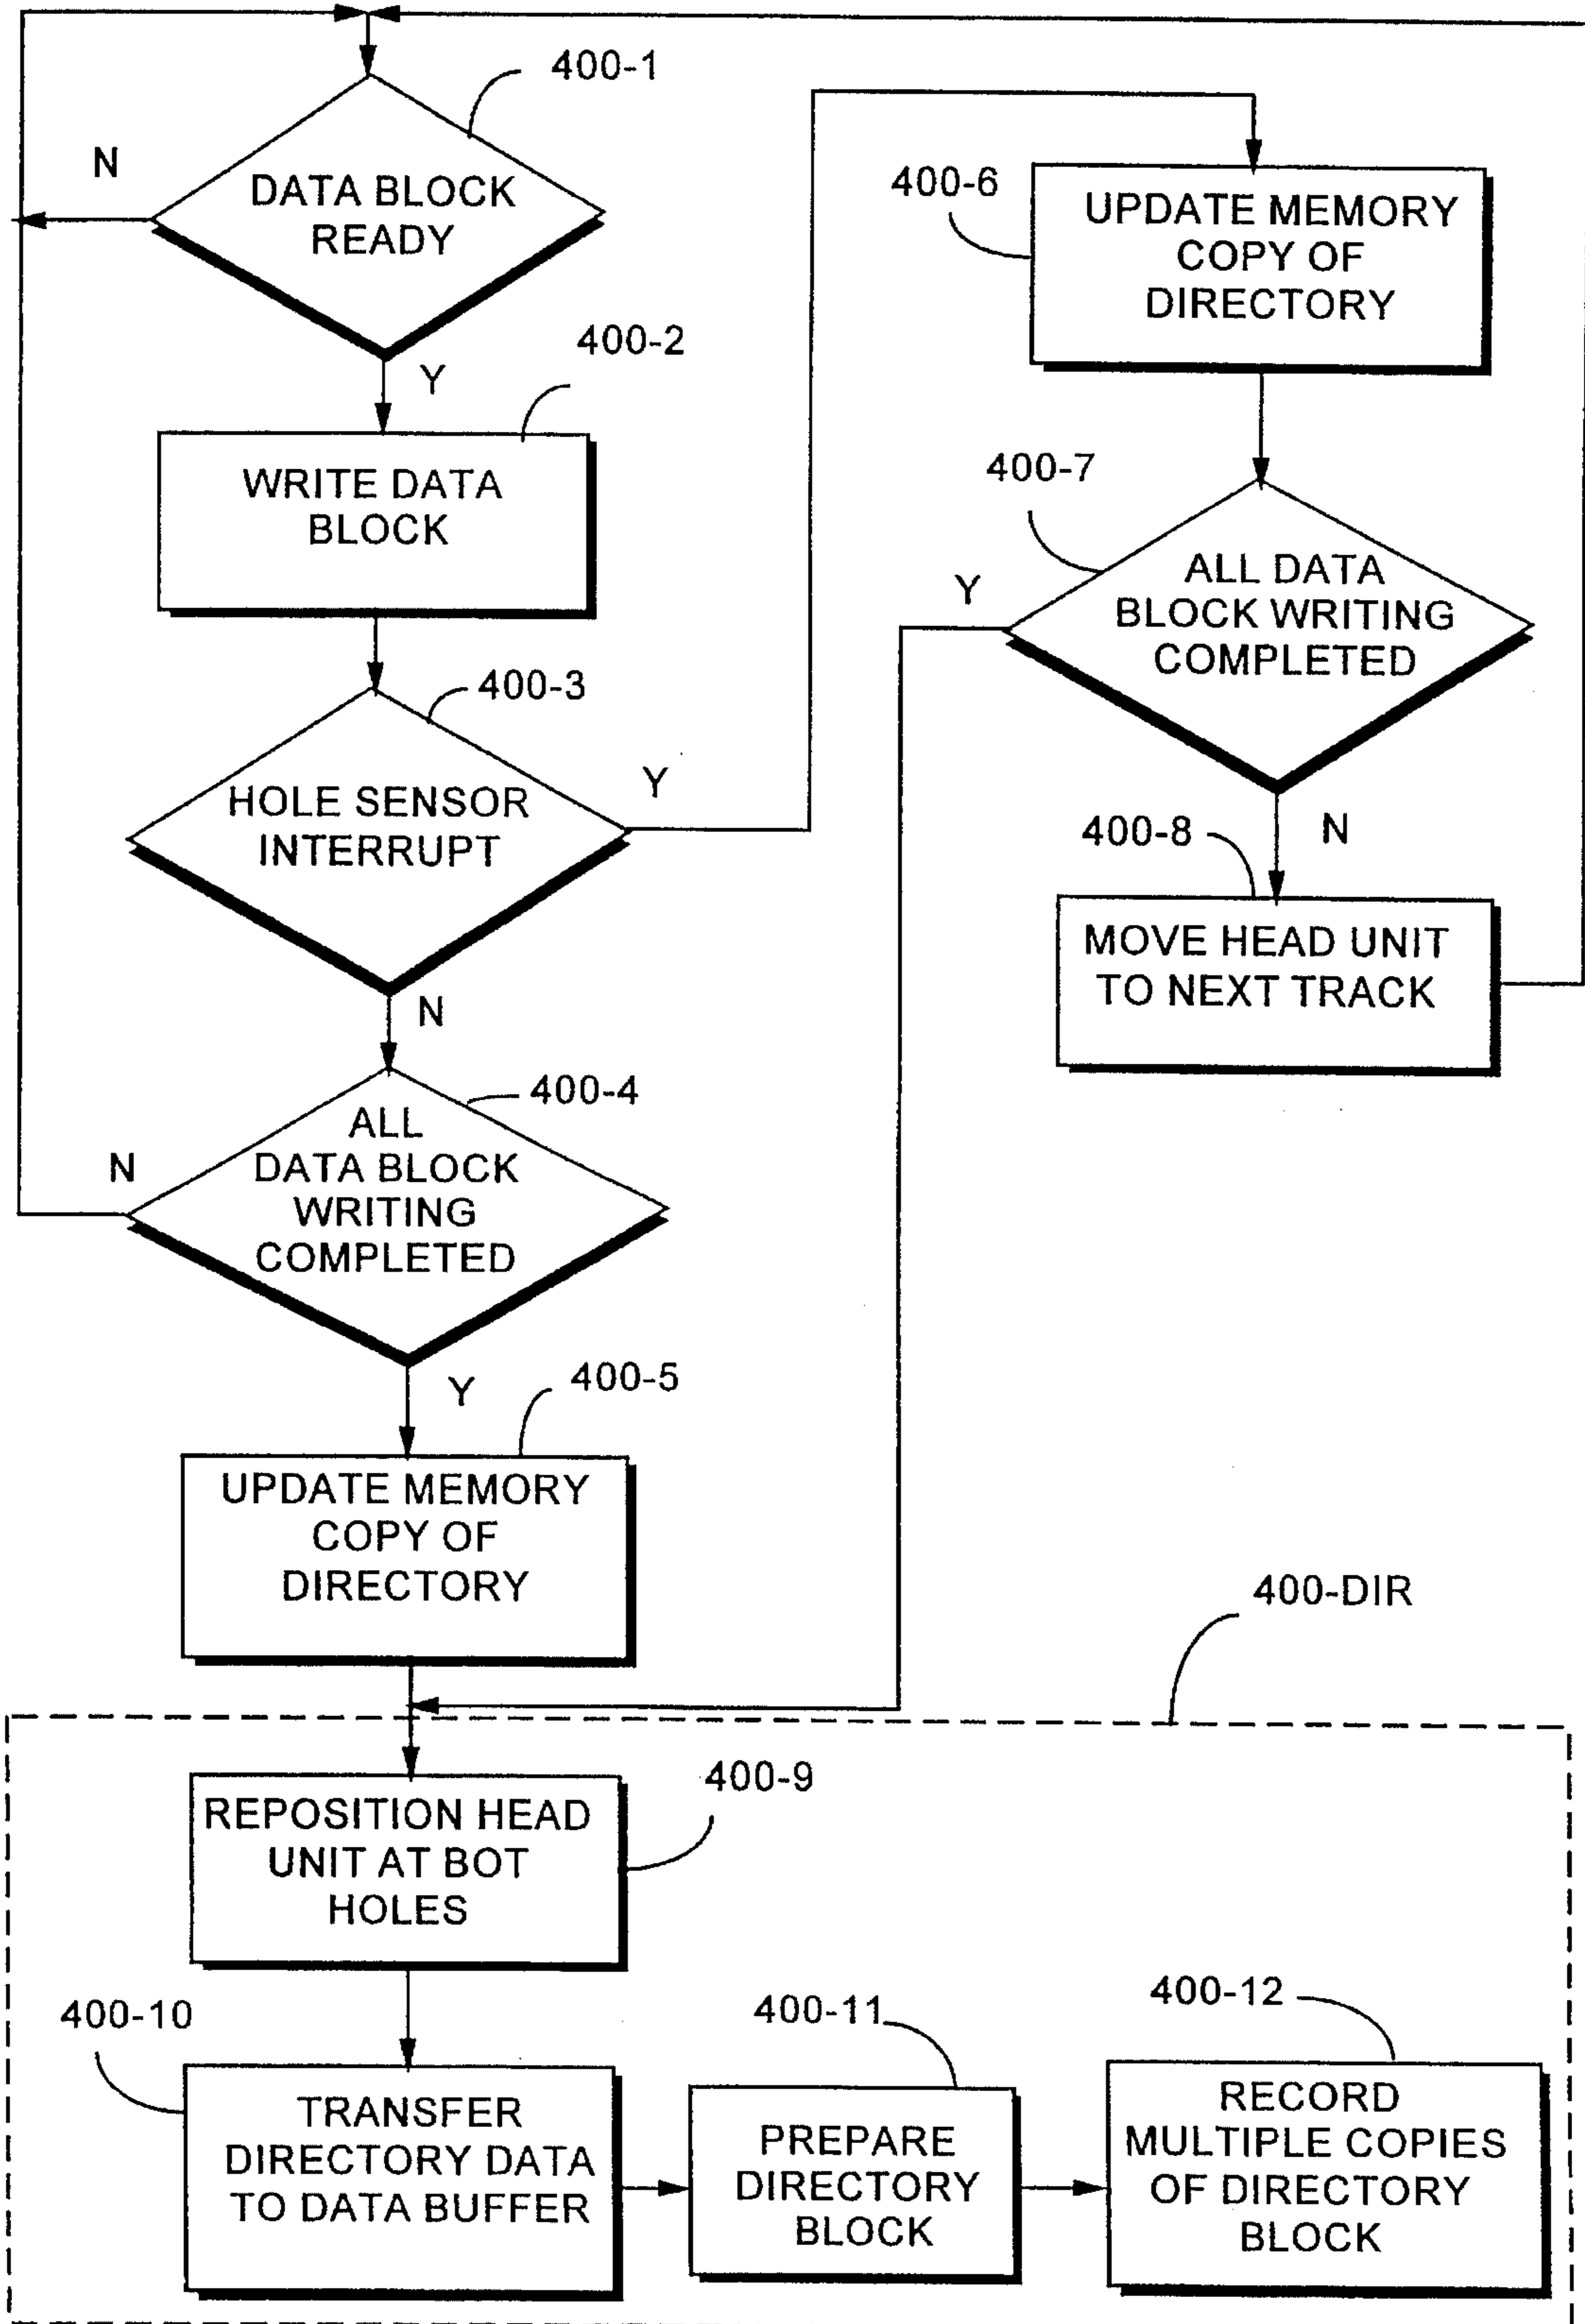 400-1
N
DATA BLOCK
READY
Y
400-2
WRITE DATA
BLOCK
400-3
HOLE SENSOR
INTERRUPT
Y
N
400-4
ALL
DATA BLOCK
WRITING
COMPLETED
N
Y
400-5
UPDATE MEMORY
COPY OF
DIRECTORY
400-6
UPDATE MEMORY
COPY OF
DIRECTORY
400-7
Y
ALL DATA
BLOCK WRITING
COMPLETED
N
400-8
MOVE HEAD UNIT
TO NEXT TRACK
400-DIR
400-9
REPOSITION HEAD
UNIT AT BOT
HOLES
400-10
TRANSFER
DIRECTORY DATA
TO DATA BUFFER
400-11
PREPARE
DIRECTORY
BLOCK
400-12
RECORD
MULTIPLE COPIES
OF DIRECTORY
BLOCK